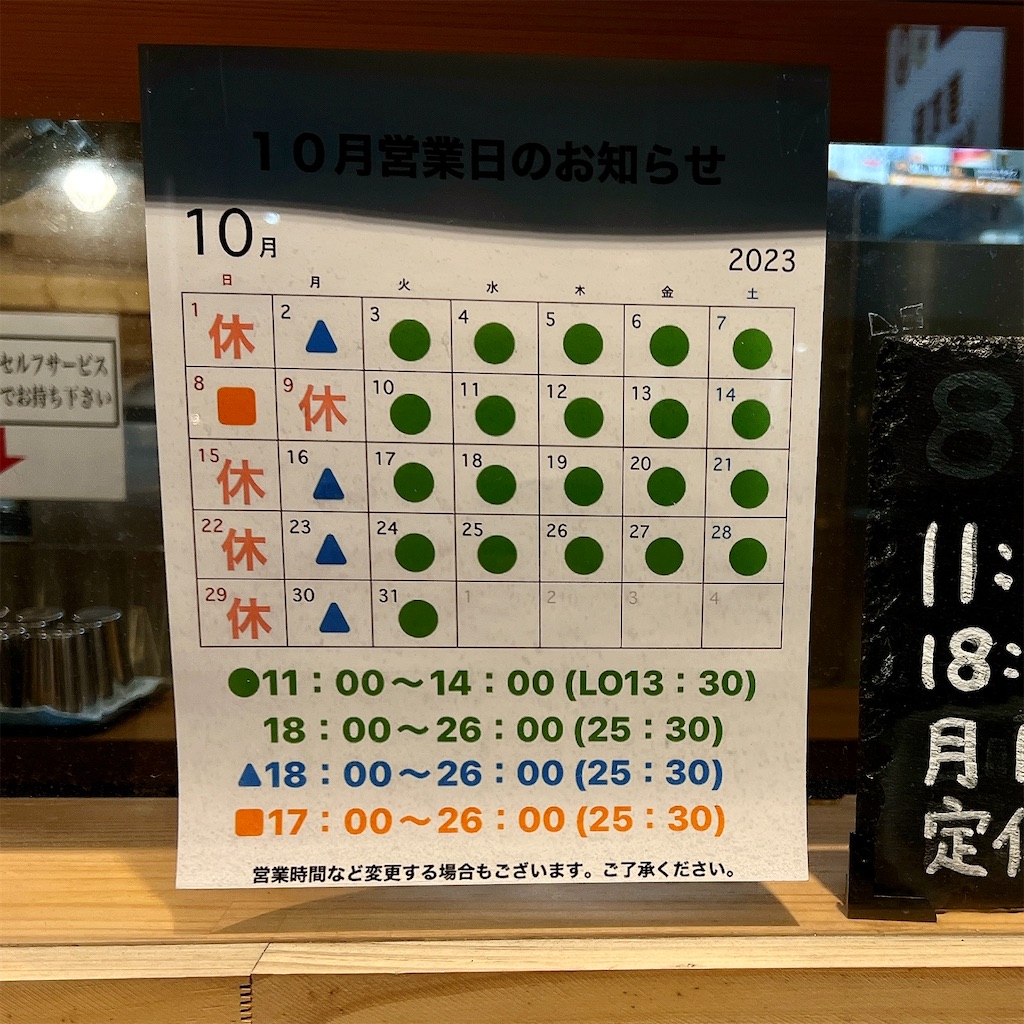 10月営業日のお知らせ
10月
2023
日 月 火 水 木 金 土
1 休 2 ▲ 3 ● 4 ● 5 ● 6 ● 7 ●
8 ■ 9 休 10 ● 11 ● 12 ● 13 ● 14 ●
15 休 16 ▲ 17 ● 18 ● 19 ● 20 ● 21 ●
22 休 23 ▲ 24 ● 25 ● 26 ● 27 ● 28 ●
29 休 30 ▲ 31 ● 1 2 3 4
●11：00〜14：00 (LO13：30)
18：00〜26：00 (25：30)
▲18：00〜26：00 (25：30)
■17：00〜26：00 (25：30)
営業時間など変更する場合もございます。ご了承ください。
セルフサービス
でお持ち下さい
8
11:
18:
月
定